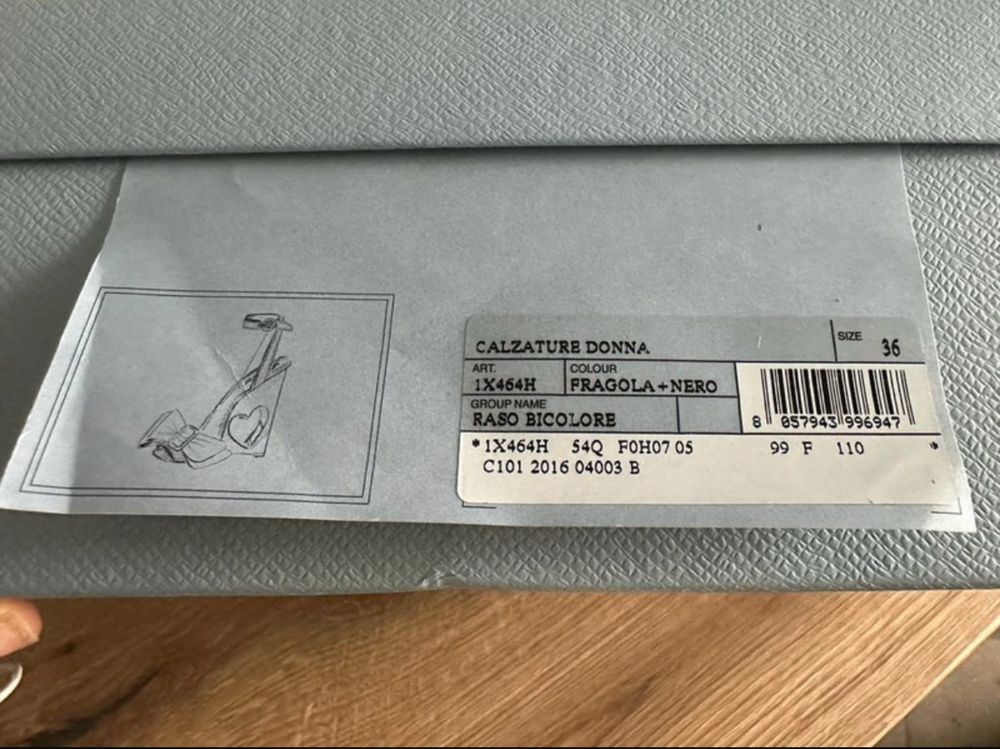 CALZATURE DONNA
SIZE 36
ART. COLOUR
1X464H FRAGOLA+NERO
GROUP NAME
RASO BICOLORE
8 057943 996947
*1X464H 54Q F0H07 05 99 F 110 *
C101 2016 04003 B